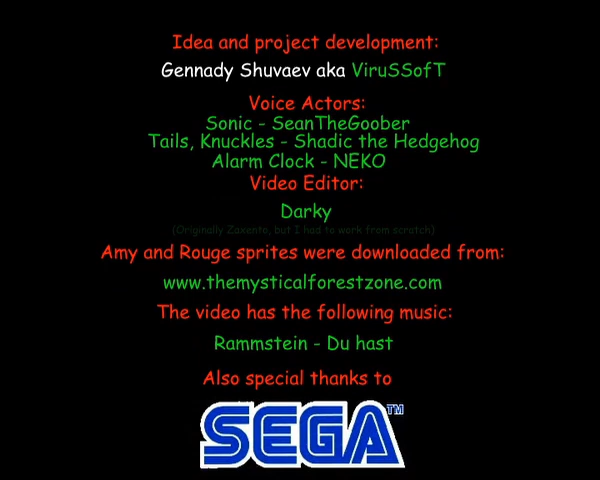 Idea and project development:
Gennady Shuvaev aka ViruSSofT
Voice Actors:
Sonic - SeanTheGoober
Tails, Knuckles - Shadic the Hedgehog
Alarm Clock - NEKO
Video Editor:
Darky
(Originally Zaxento, but I had to work from scratch)
Amy and Rouge sprites were downloaded from:
www.themysticalforestzone.com
The video has the following music:
Rammstein - Du hast
Also special thanks to
SEGA™